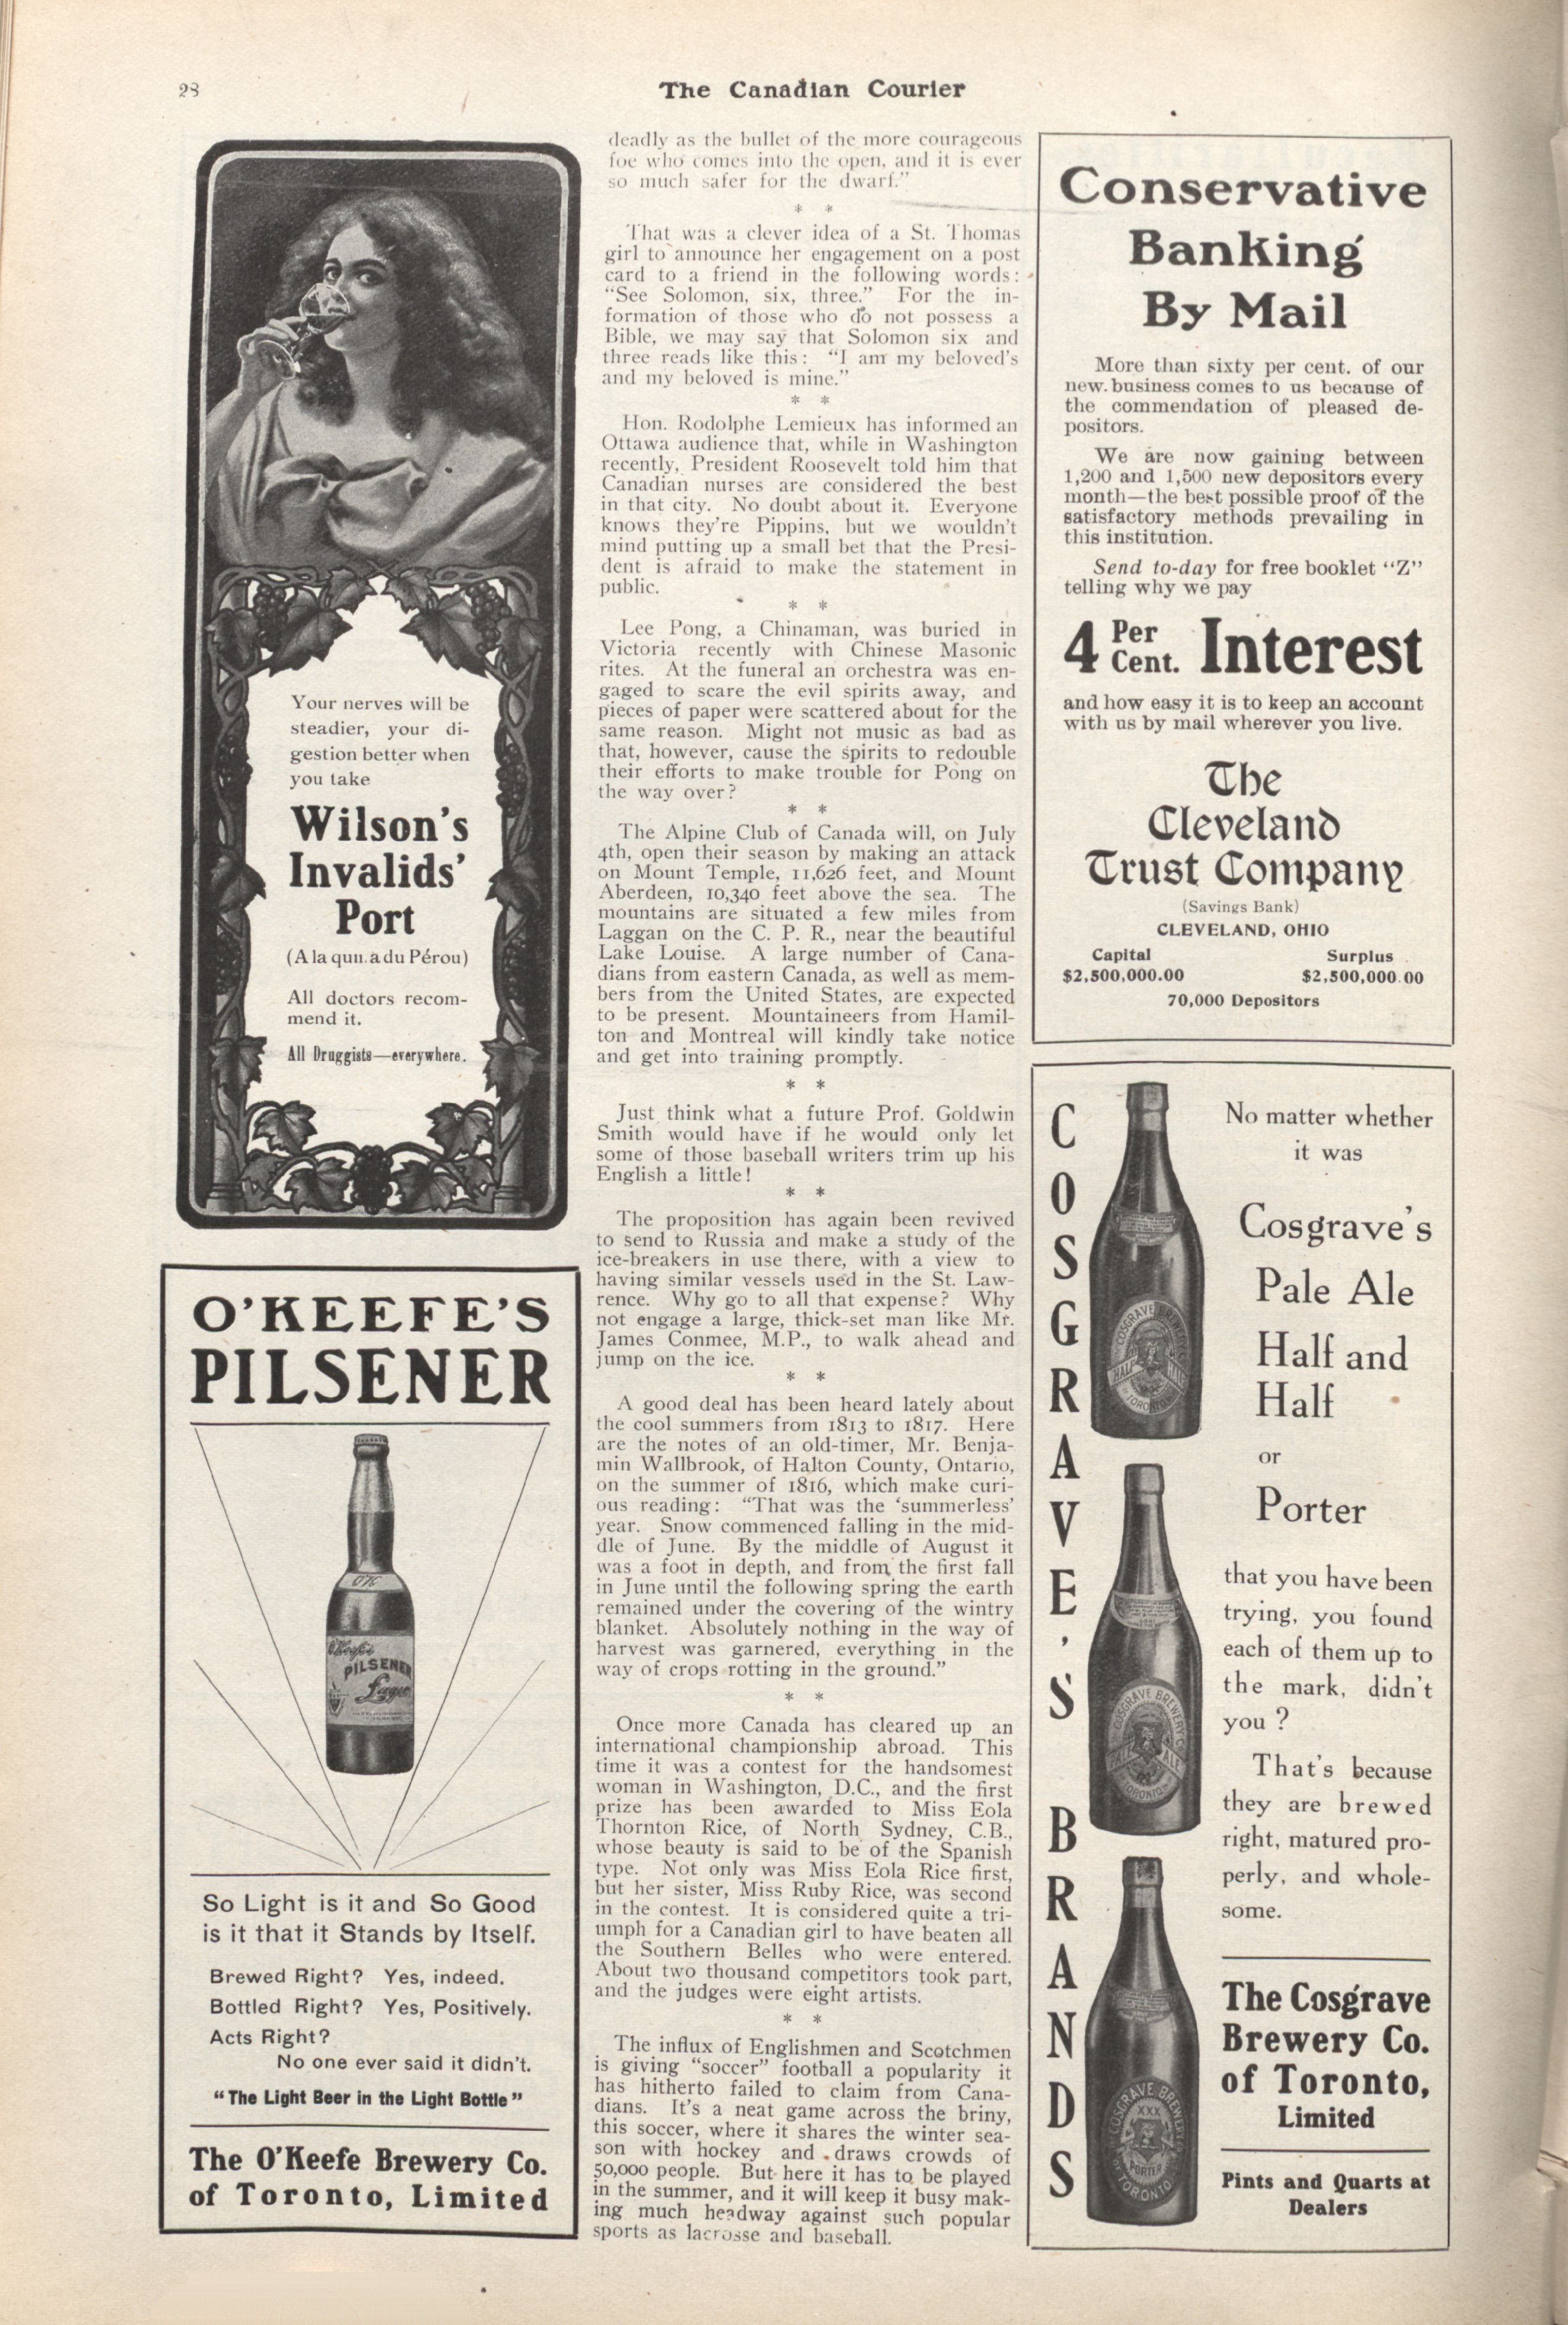 28
The Canadian Courier
Your nerves will be
steadier, your di-
gestion better when
you take
Wilson's
Invalids'
Port
du Pérou)
All doctors recom-
mend it.
All Druggists—everywhere.
O'KEEFE'S
PILSENER
O'K
O'Keefe's
PILSENER
Lager
So Light is it and So Good
is it that it Stands by Itself.
Brewed Right? Yes, indeed.
Bottled Right? Yes, Positively.
Acts Right?
No one ever said it didn't.
"The Light Beer in the Light Bottle"
The O'Keefe Brewery Co.
of Toronto, Limited
deadly as the bullet of the more courageous
foe who comes into the open, and it is ever
so much safer for the dwarf."
* *
That was a clever idea of a St. Thomas
girl to announce her engagement on a post
card to a friend in the following words:
"See Solomon, six, three." For the in-
formation of those who do not possess a
Bible, we may say that Solomon six and
three reads like this: "I am my beloved's
and my beloved is mine."
* *
Hon. Rodolphe Lemieux has informed an
Ottawa audience that, while in Washington
recently, President Roosevelt told him that
Canadian nurses are considered the best
in that city. No doubt about it. Everyone
knows they're Pippins, but we wouldn't
mind putting up a small bet that the Presi-
dent is afraid to make the statement in
public.
* *
Lee Pong, a Chinaman, was buried in
Victoria recently with Chinese Masonic
rites. At the funeral an orchestra was en-
gaged to scare the evil spirits away, and
pieces of paper were scattered about for the
same reason. Might not music as bad as
that, however, cause the spirits to redouble
their efforts to make trouble for Pong on
the way over?
* *
The Alpine Club of Canada will, on July
4th, open their season by making an attack
on Mount Temple, 11,626 feet, and Mount
Aberdeen, 10,340 feet above the sea. The
mountains are situated a few miles from
Laggan on the C. P. R., near the beautiful
Lake Louise. A large number of Cana-
dians from eastern Canada, as well as mem-
bers from the United States, are expected
to be present. Mountaineers from Hamil-
ton and Montreal will kindly take notice
and get into training promptly.
* *
Just think what a future Prof. Goldwin
Smith would have if he would only let
some of those baseball writers trim up his
English a little!
* *
The proposition has again been revived
to send to Russia and make a study of the
ice-breakers in use there, with a view to
having similar vessels used in the St. Law-
rence. Why go to all that expense? Why
not engage a large, thick-set man like Mr.
James Conmee, M.P., to walk ahead and
jump on the ice.
* *
A good deal has been heard lately about
the cool summers from 1813 to 1817. Here
are the notes of an old-timer, Mr. Benja-
min Wallbrook, of Halton County, Ontario,
on the summer of 1816, which make curi-
ous reading: "That was the 'summerless'
year. Snow commenced falling in the mid-
dle of June. By the middle of August it
was a foot in depth, and from the first fall
in June until the following spring the earth
remained under the covering of the wintry
blanket. Absolutely nothing in the way of
harvest was garnered, everything in the
way of crops rotting in the ground."
* *
Once more Canada has cleared up an
international championship abroad. This
time it was a contest for the handsomest
woman in Washington, D.C., and the first
prize has been awarded to Miss Eola
Thornton Rice, of North Sydney, C.B.,
whose beauty is said to be of the Spanish
type. Not only was Miss Eola Rice first,
but her sister, Miss Ruby Rice, was second
in the contest. It is considered quite a tri-
umph for a Canadian girl to have beaten all
the Southern Belles who were entered.
About two thousand competitors took part,
and the judges were eight artists.
* *
The influx of Englishmen and Scotchmen
is giving "soccer" football a popularity it
has hitherto failed to claim from Cana-
dians. It's a neat game across the briny,
this soccer, where it shares the winter sea-
son with hockey and draws crowds of
50,000 people. But here it has to be played
in the summer, and it will keep it busy mak-
ing much headway against such popular
sports as lacrosse and baseball.
Conservative
Banking
By Mail
More than sixty per cent. of our
new business comes to us because of
the commendation of pleased de-
positors.
We are now gaining between
1,200 and 1,500 new depositors every
month—the best possible proof of the
satisfactory methods prevailing in
this institution.
Send to-day for free booklet "Z"
telling why we pay
4 Per Cent. Interest
and how easy it is to keep an account
with us by mail wherever you live.
The
Cleveland
Trust Company
(Savings Bank)
CLEVELAND, OHIO
Capital Surplus
$2,500,000.00 $2,500,000.00
70,000 Depositors
COSGRAVE'S BRANDS
COSGRAVE BREWERY CO.
HALF HALF
TORONTO
COSGRAVE BREWERY CO.
ALE
TORONTO
COSGRAVE BREWERY CO.
XXX
PORTER
TORONTO
No matter whether
it was
Cosgrave's
Pale Ale
Half and
Half
or
Porter
that you have been
trying, you found
each of them up to
the mark, didn't
you?
That's because
they are brewed
right, matured pro-
perly, and whole-
some.
The Cosgrave
Brewery Co.
of Toronto,
Limited
Pints and Quarts at
Dealers